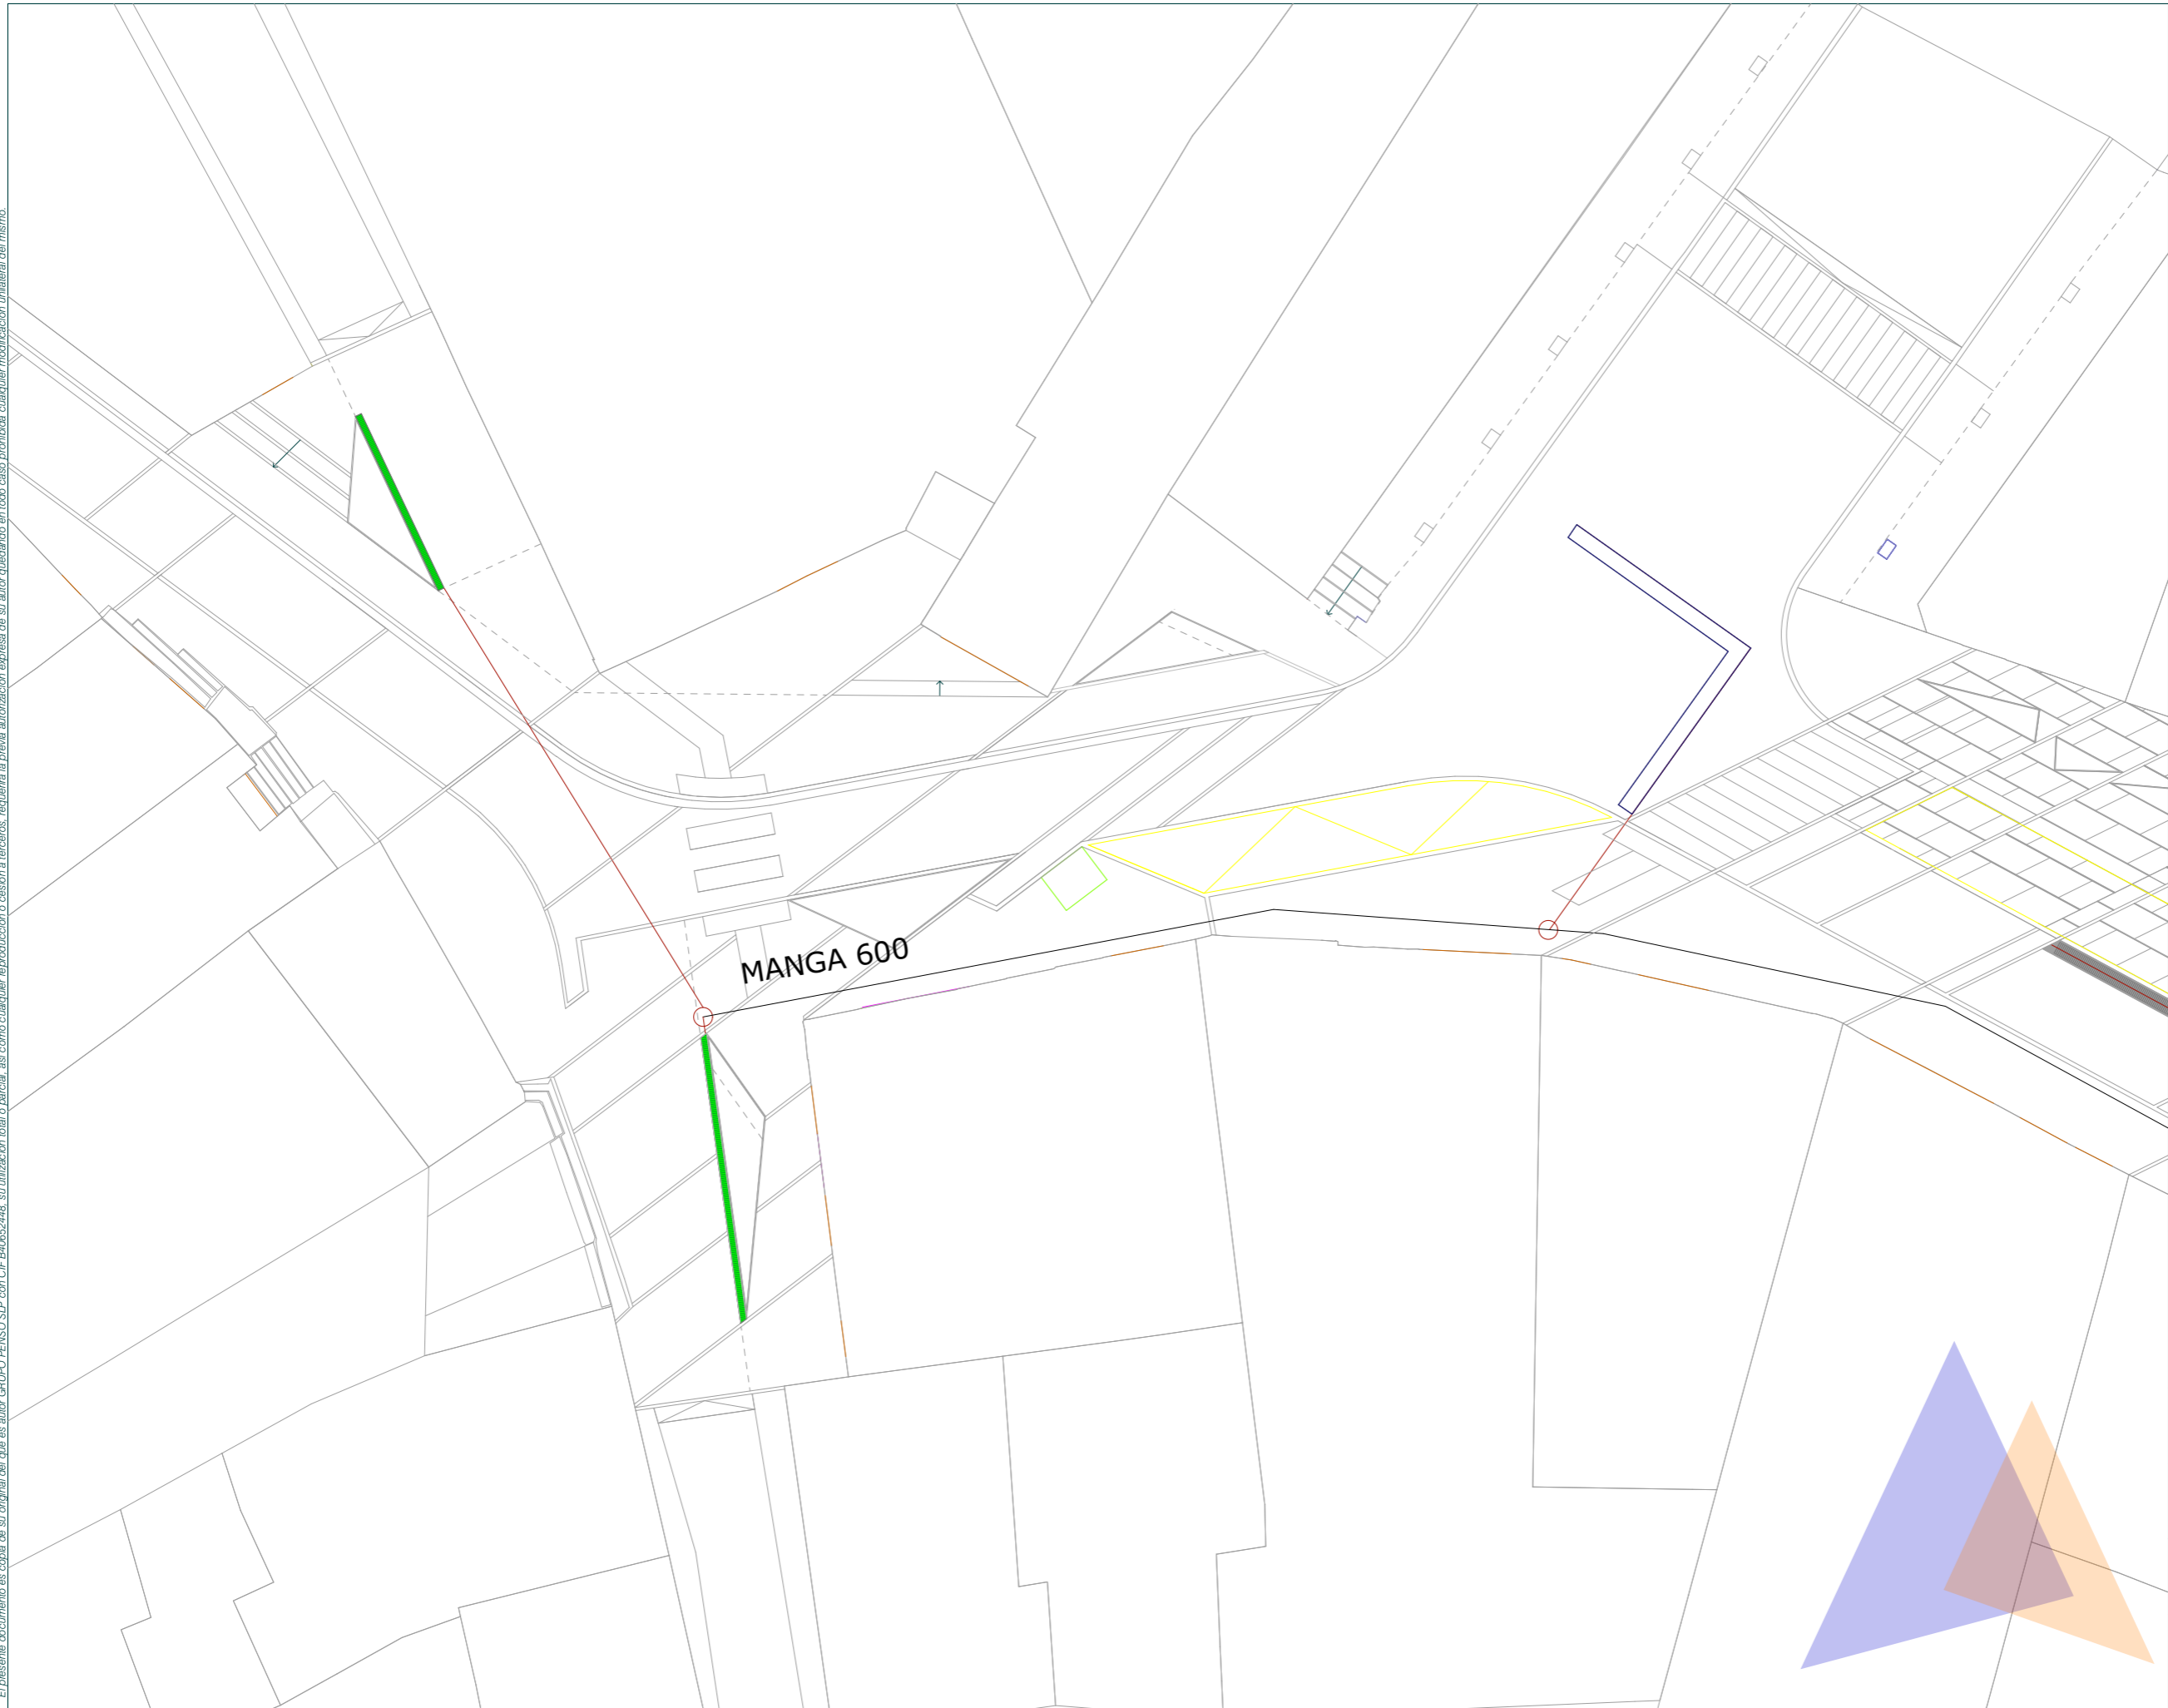 MANGA 600
El presente documento es copia de su original del que es autor GRUPO PENSO SLP con CIF B40652448, su utilización total o parcial, así como cualquier reproducción o cesión a terceros, requerirá la previa autorización expresa de su autor quedando en todo caso prohibida cualquier modificación unilateral del mismo.